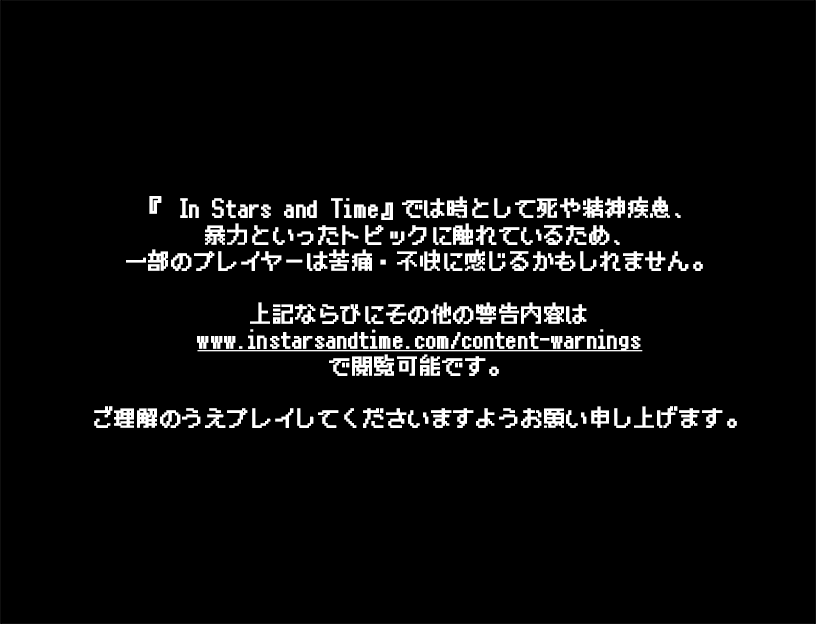 『 In Stars and Time』では時として死や精神疾患、
暴力といったトピックに触れているため、
一部のプレイヤーは苦痛・不快に感じるかもしれません。
上記ならびにその他の警告内容は
www.instarsandtime.com/content-warnings
で閲覧可能です。
ご理解のうえプレイしてくださいますようお願い申し上げます。